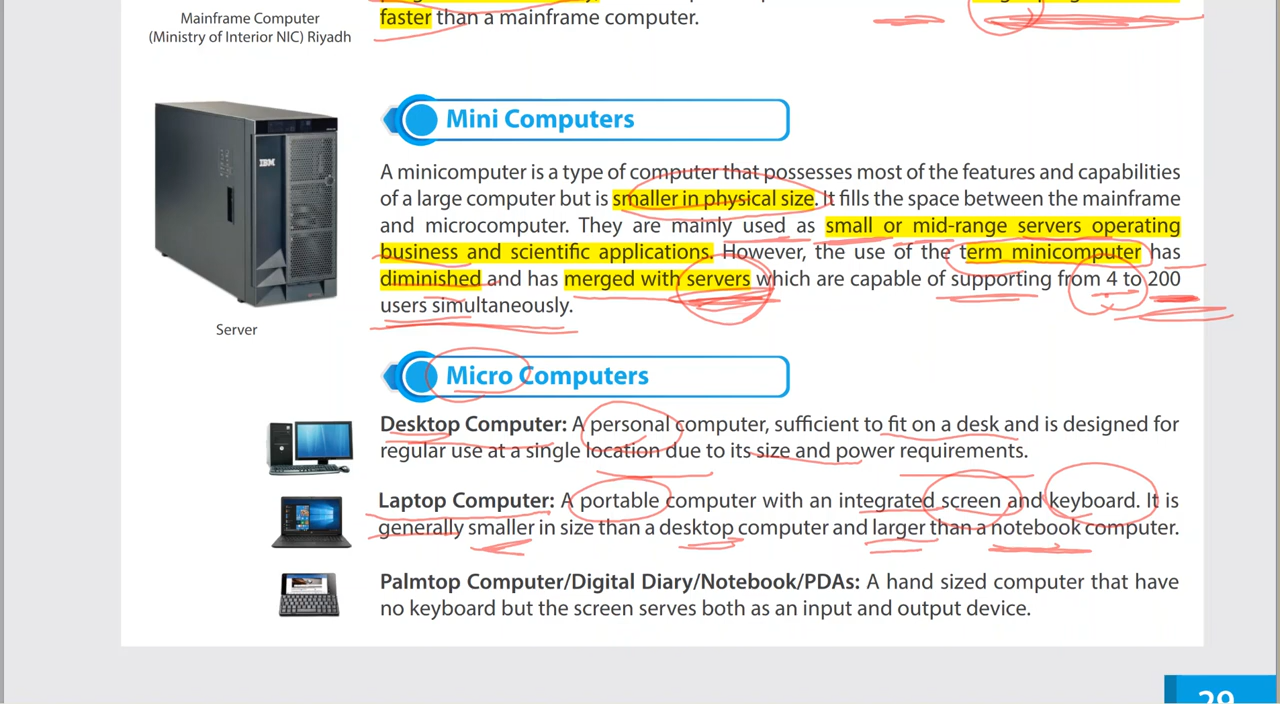 Mainframe Computer
(Ministry of Interior NIC) Riyadh
faster than a mainframe computer.
Mini Computers
A minicomputer is a type of computer that possesses most of the features and capabilities
of a large computer but is smaller in physical size. It fills the space between the mainframe
and microcomputer. They are mainly used as small or mid-range servers operating
business and scientific applications. However, the use of the term minicomputer has
diminished and has merged with servers which are capable of supporting from 4 to 200
users simultaneously.
IBM
Server
Micro Computers
Desktop Computer: A personal computer, sufficient to fit on a desk and is designed for
regular use at a single location due to its size and power requirements.
Laptop Computer: A portable computer with an integrated screen and keyboard. It is
generally smaller in size than a desktop computer and larger than a notebook computer.
Palmtop Computer/Digital Diary/Notebook/PDAs: A hand sized computer that have
no keyboard but the screen serves both as an input and output device.
29